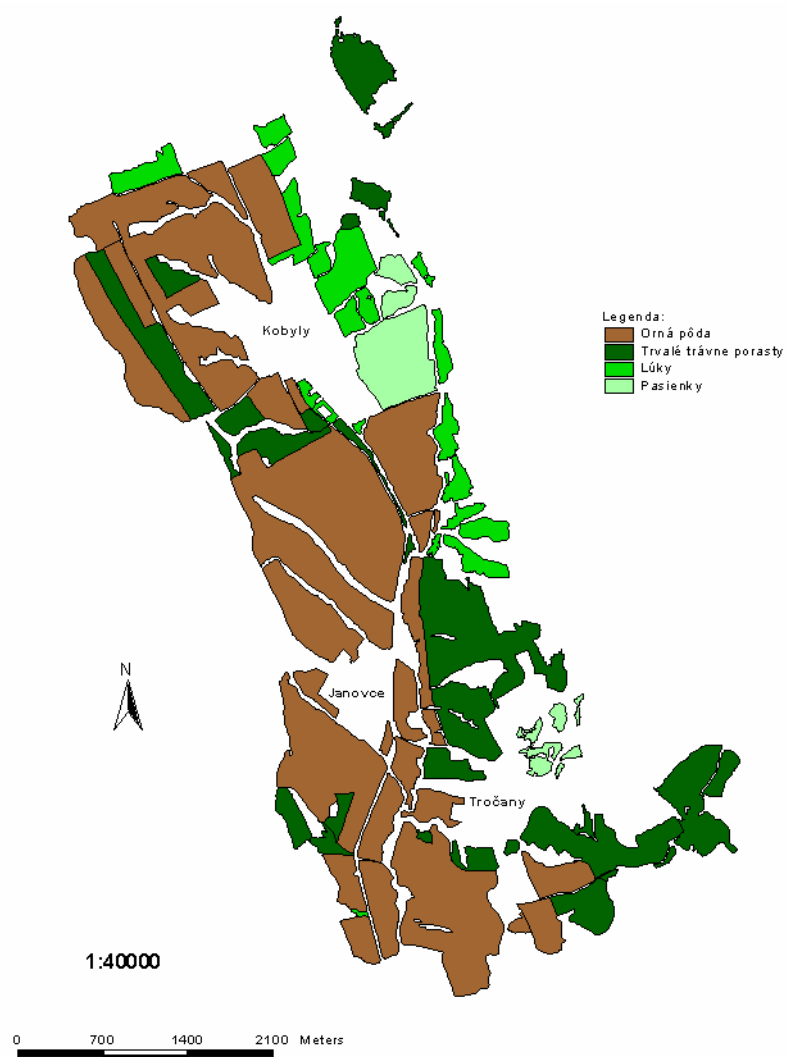 Kobyly
Legenda:
Orná pôda
Trvalé trávne porasty
Lúky
Pasienky
N
Janovce
Tročany
1:40000
0 700 1400 2100 Meters